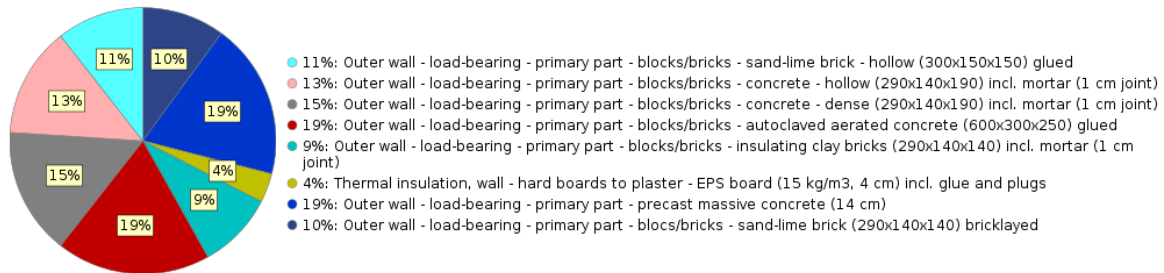 11%
10%
19%
4%
9%
19%
15%
13%
11%: Outer wall - load-bearing - primary part - blocks/bricks - sand-lime brick - hollow (300x150x150) glued
13%: Outer wall - load-bearing - primary part - blocks/bricks - concrete - hollow (290x140x190) incl. mortar (1 cm joint)
15%: Outer wall - load-bearing - primary part - blocks/bricks - concrete - dense (290x140x190) incl. mortar (1 cm joint)
19%: Outer wall - load-bearing - primary part - blocks/bricks - autoclaved aerated concrete (600x300x250) glued
9%: Outer wall - load-bearing - primary part - blocks/bricks - insulating clay bricks (290x140x140) incl. mortar (1 cm
joint)
4%: Thermal insulation, wall - hard boards to plaster - EPS board (15 kg/m3, 4 cm) incl. glue and plugs
19%: Outer wall - load-bearing - primary part - precast massive concrete (14 cm)
10%: Outer wall - load-bearing - primary part - blocs/bricks - sand-lime brick (290x140x140) bricklayed